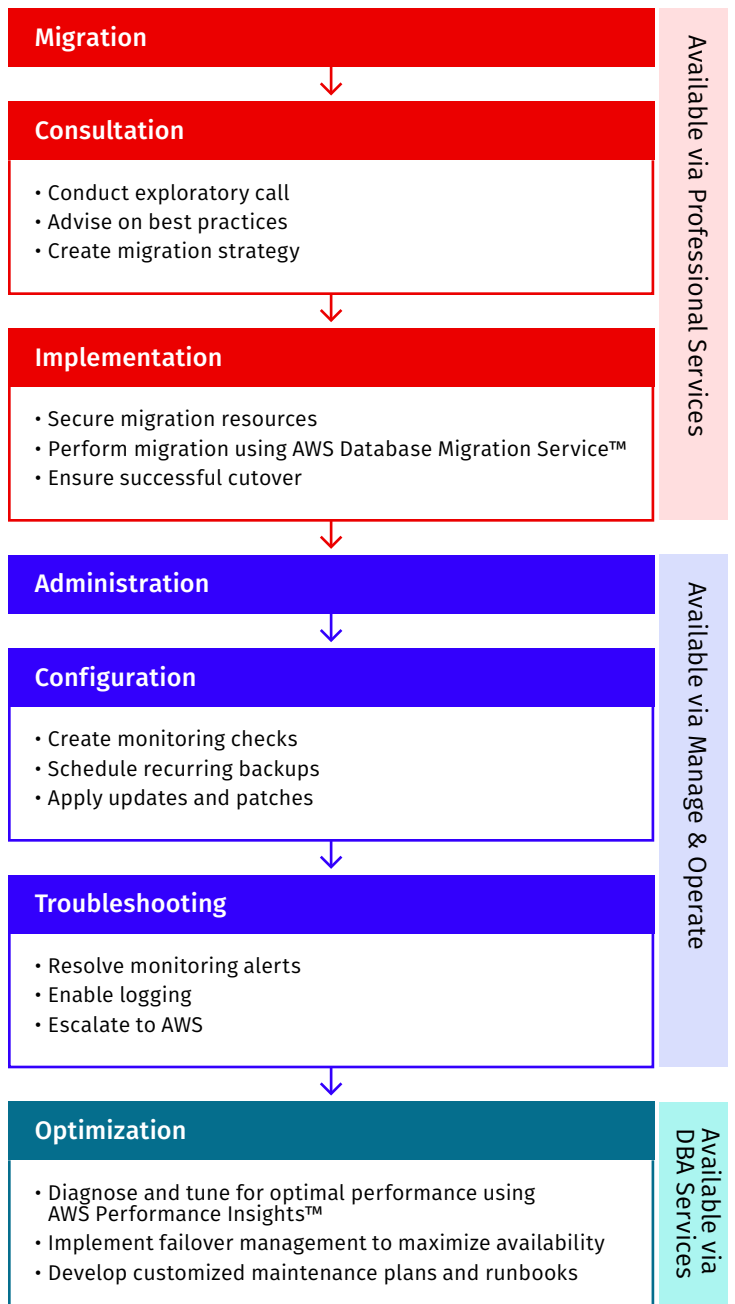 Migration
Consultation
• Conduct exploratory call
• Advise on best practices
• Create migration strategy
Implementation
• Secure migration resources
• Perform migration using AWS Database Migration Service™
• Ensure successful cutover
Available via Professional Services
Administration
Configuration
• Create monitoring checks
• Schedule recurring backups
• Apply updates and patches
Troubleshooting
• Resolve monitoring alerts
• Enable logging
• Escalate to AWS
Available via Manage & Operate
Optimization
• Diagnose and tune for optimal performance using
AWS Performance Insights™
• Implement failover management to maximize availability
• Develop customized maintenance plans and runbooks
Available via
DBA Services